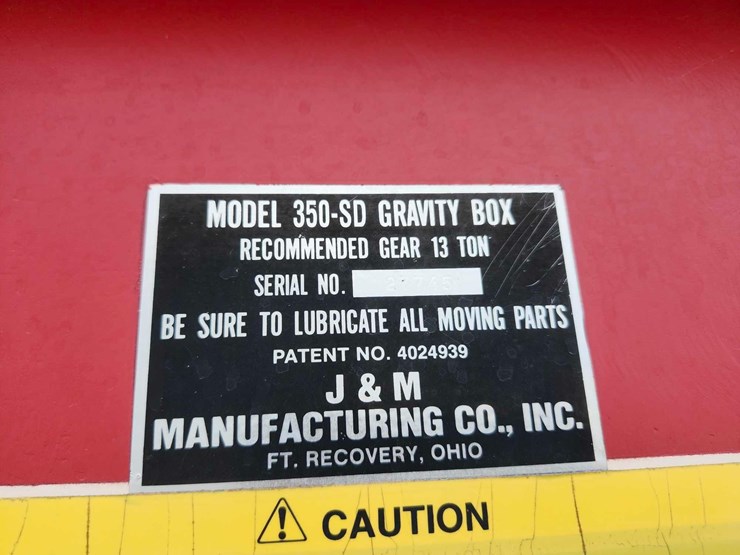 MODEL 350-SD GRAVITY BOX
RECOMMENDED GEAR 13 TON
SERIAL NO.
BE SURE TO LUBRICATE ALL MOVING PARTS
PATENT NO. 4024939
J & M
MANUFACTURING CO., INC.
FT. RECOVERY, OHIO
CAUTION